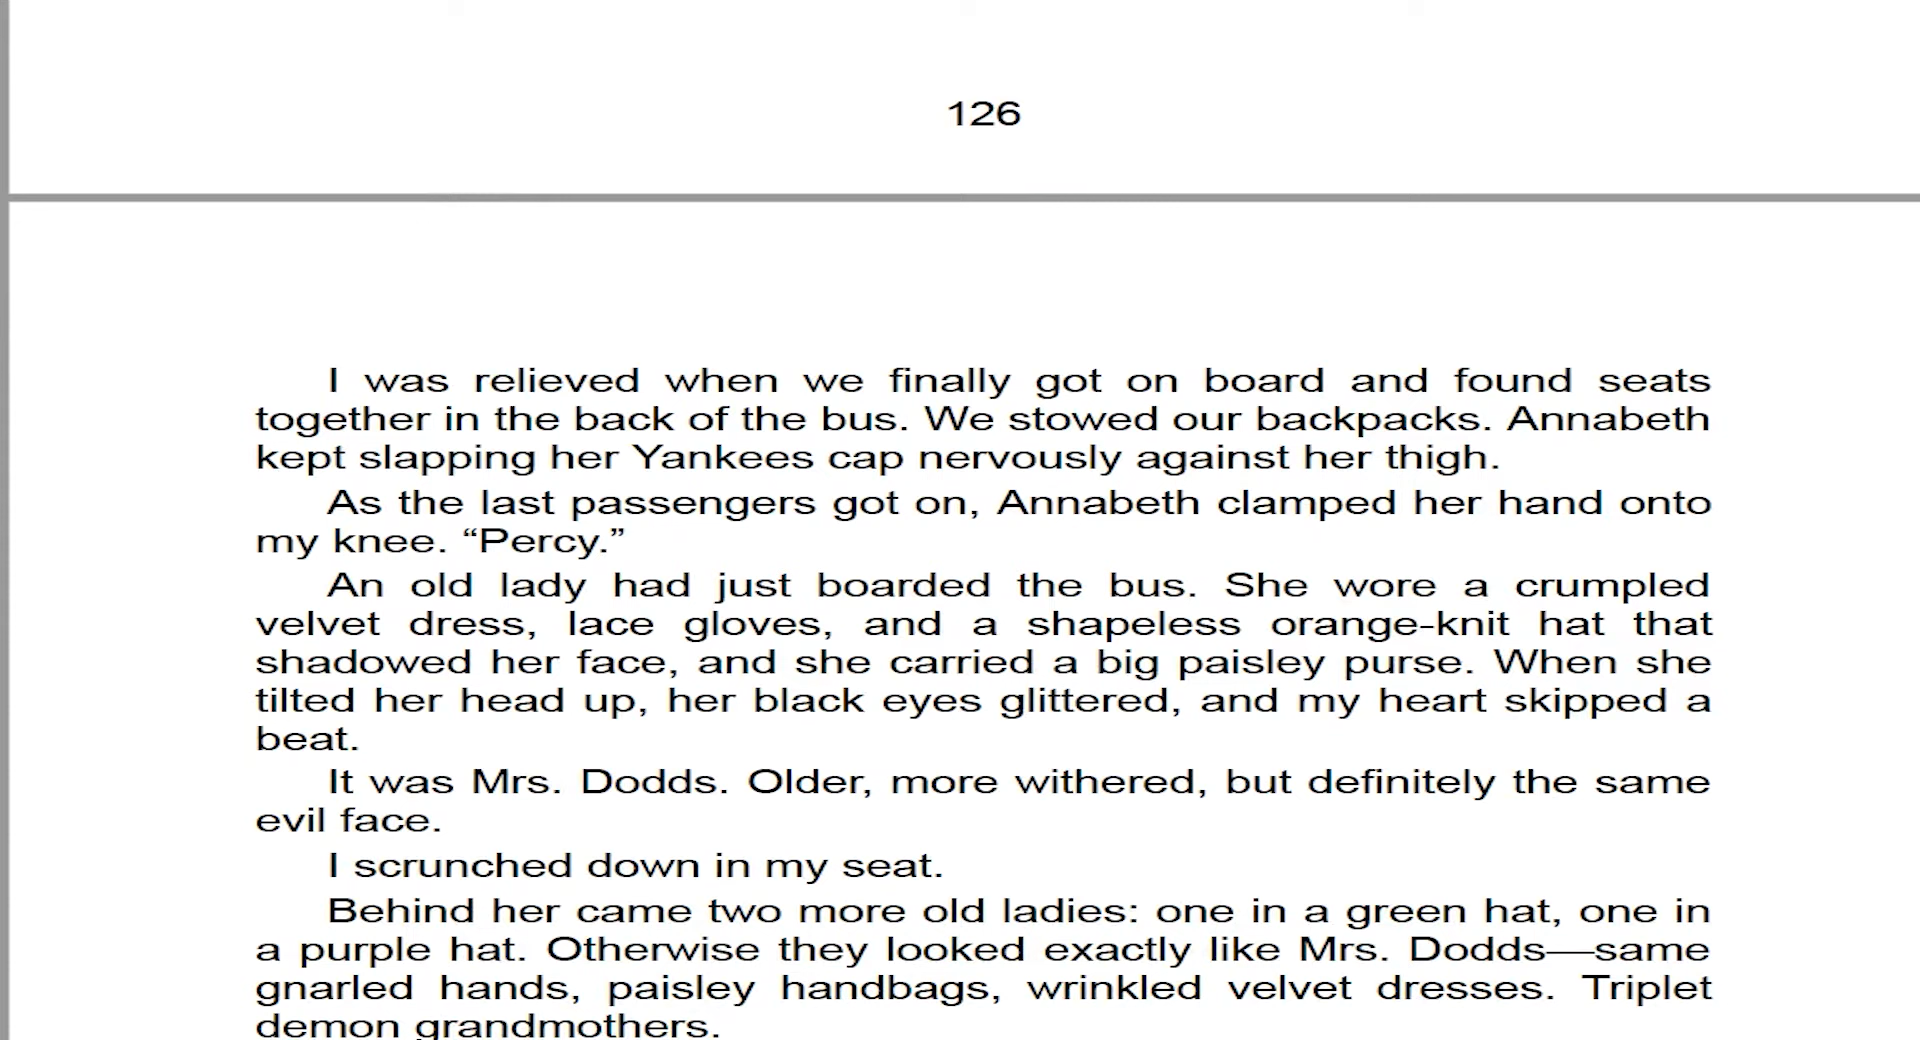 126
I was relieved when we finally got on board and found seats
together in the back of the bus. We stowed our backpacks. Annabeth
kept slapping her Yankees cap nervously against her thigh.
As the last passengers got on, Annabeth clamped her hand onto
my knee. “Percy.”
An old lady had just boarded the bus. She wore a crumpled
velvet dress, lace gloves, and a shapeless orange-knit hat that
shadowed her face, and she carried a big paisley purse. When she
tilted her head up, her black eyes glittered, and my heart skipped a
beat.
It was Mrs. Dodds. Older, more withered, but definitely the same
evil face.
I scrunched down in my seat.
Behind her came two more old ladies: one in a green hat, one in
a purple hat. Otherwise they looked exactly like Mrs. Dodds—same
gnarled hands, paisley handbags, wrinkled velvet dresses. Triplet
demon grandmothers.